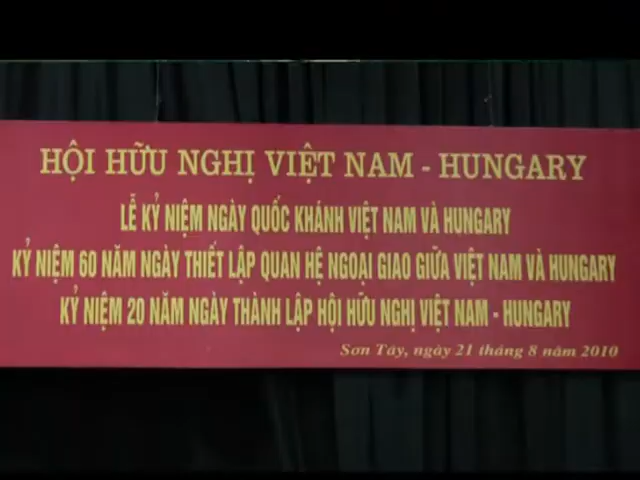 HỘI HỮU NGHỊ VIỆT NAM - HUNGARY
LỄ KỶ NIỆM NGÀY QUỐC KHÁNH VIỆT NAM VÀ HUNGARY
KỶ NIỆM 60 NĂM NGÀY THIẾT LẬP QUAN HỆ NGOẠI GIAO GIỮA VIỆT NAM VÀ HUNGARY
KỶ NIỆM 20 NĂM NGÀY THÀNH LẬP HỘI HỮU NGHỊ VIỆT NAM - HUNGARY
Sơn Tây, ngày 21 tháng 8 năm 2010